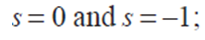 s = 0 and s = −1;